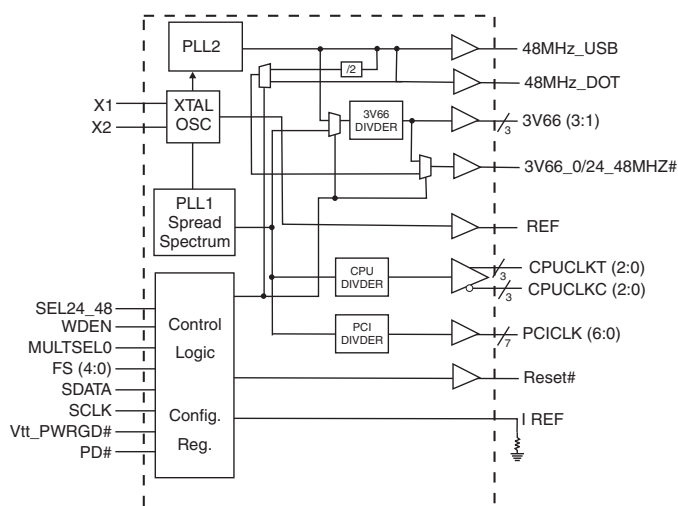 PLL2
/2
48MHz_USB
48MHz_DOT
X1
X2
XTAL
OSC
3V66
DIVDER
3
3V66 (3:1)
3V66_0/24_48MHZ#
PLL1
Spread
Spectrum
REF
CPU
DIVDER
3
CPUCLKT (2:0)
3
CPUCLKC (2:0)
SEL24_48
WDEN
MULTSEL0
FS (4:0)
SDATA
SCLK
Vtt_PWRGD#
PD#
Control
Logic
Config.
Reg.
PCI
DIVDER
7
PCICLK (6:0)
Reset#
I REF